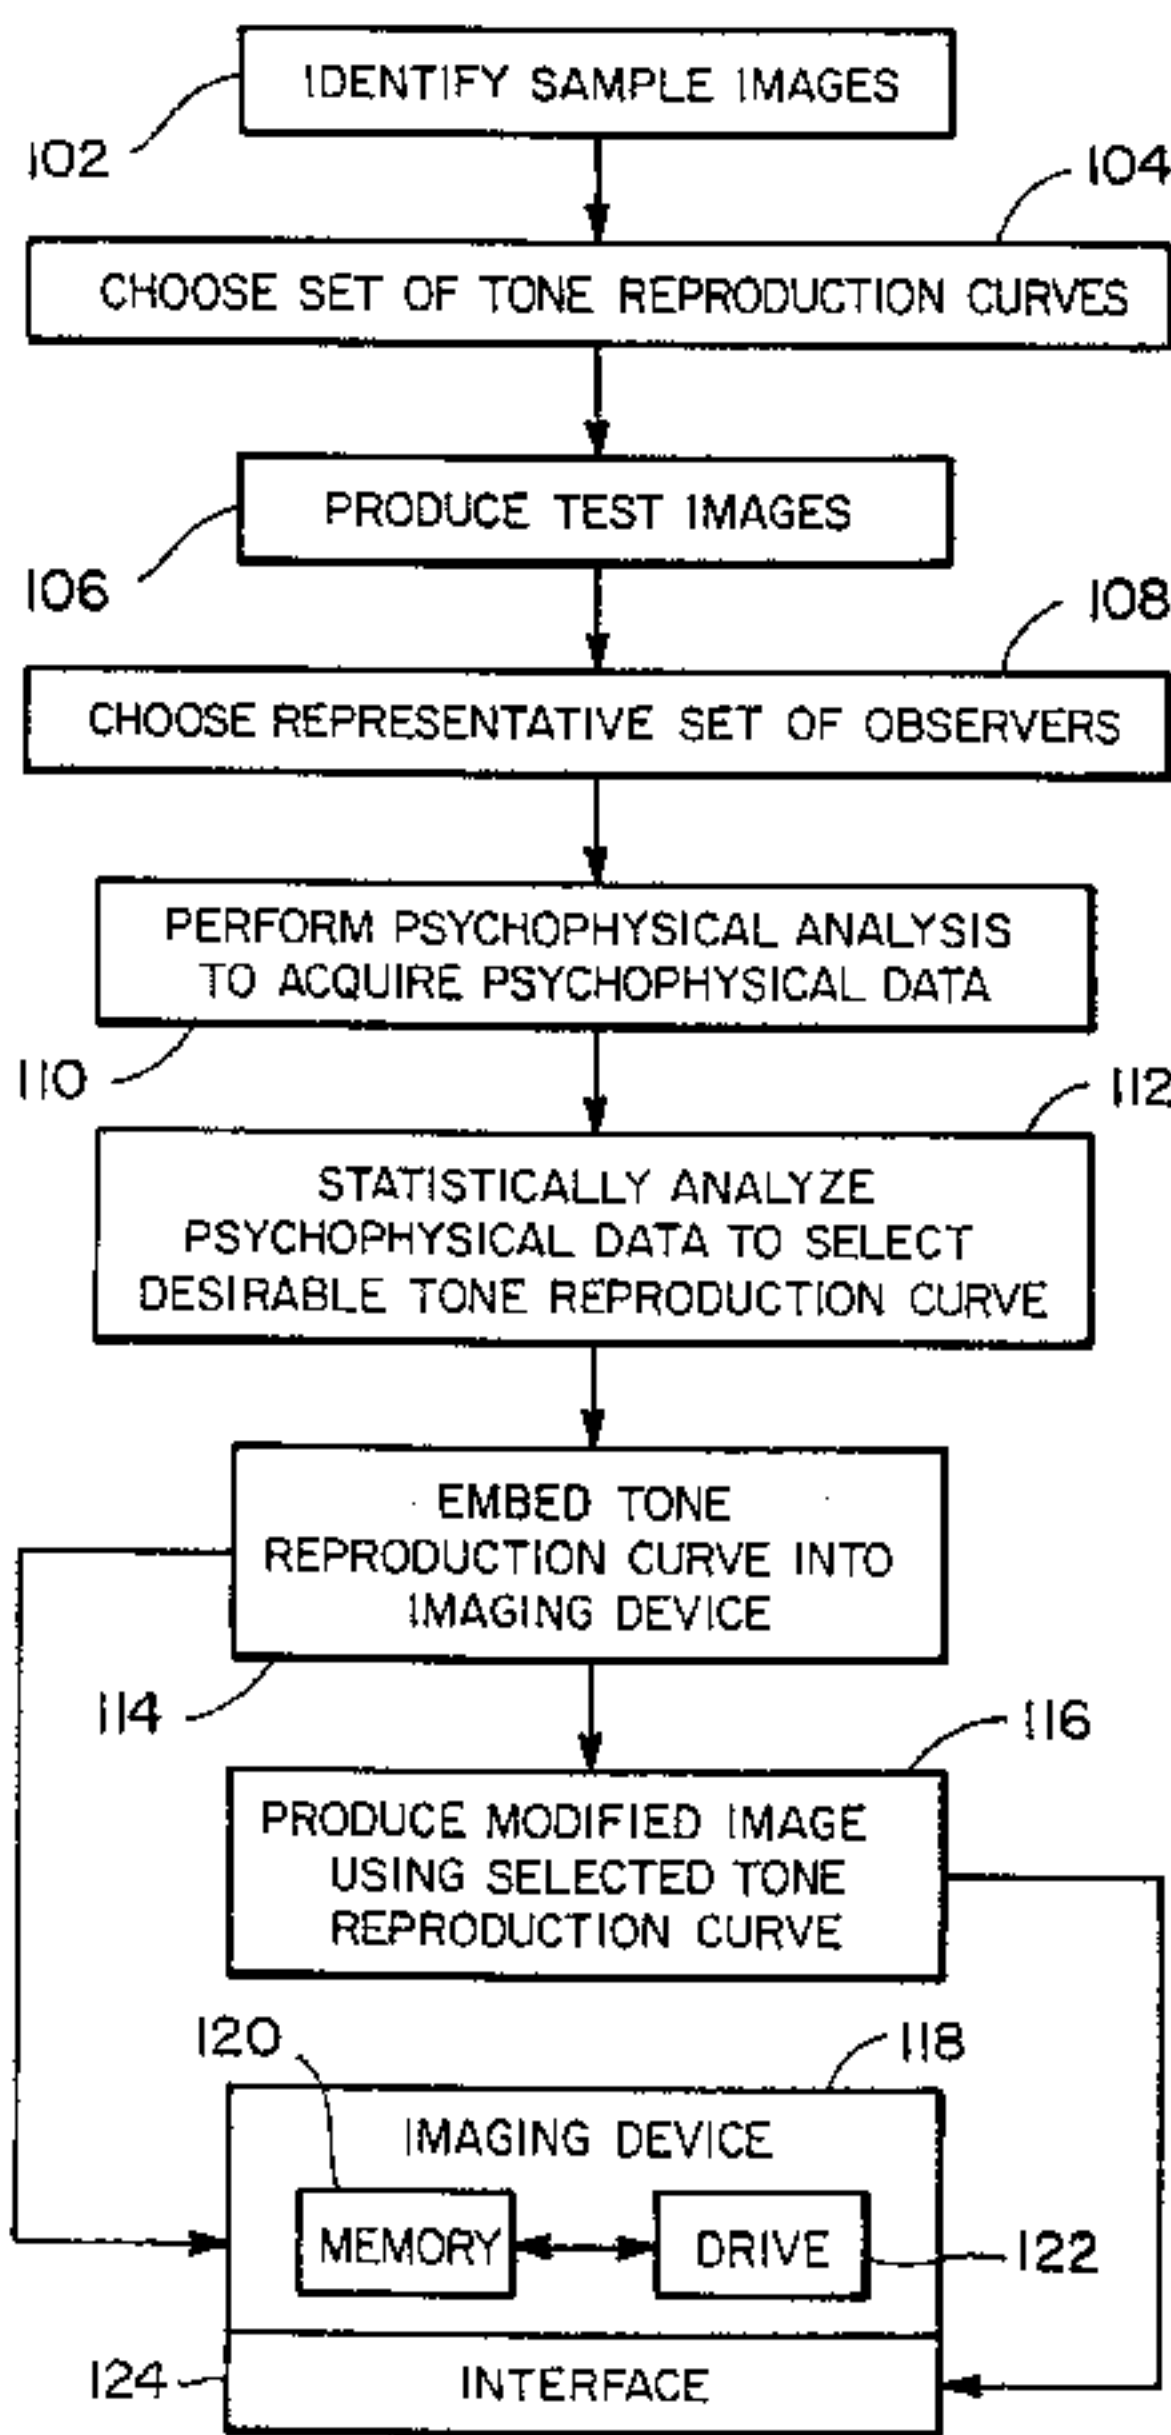 IDENTIFY SAMPLE IMAGES
102
104
CHOOSE SET OF TONE REPRODUCTION CURVES
PRODUCE TEST IMAGES
106
108
CHOOSE REPRESENTATIVE SET OF OBSERVERS
PERFORM PSYCHOPHYSICAL ANALYSIS
TO ACQUIRE PSYCHOPHYSICAL DATA
110
112
STATISTICALLY ANALYZE
PSYCHOPHYSICAL DATA TO SELECT
DESIRABLE TONE REPRODUCTION CURVE
EMBED TONE
REPRODUCTION CURVE INTO
IMAGING DEVICE
114
116
PRODUCE MODIFIED IMAGE
USING SELECTED TONE
REPRODUCTION CURVE
120
118
IMAGING DEVICE
MEMORY
DRIVE
122
124
INTERFACE